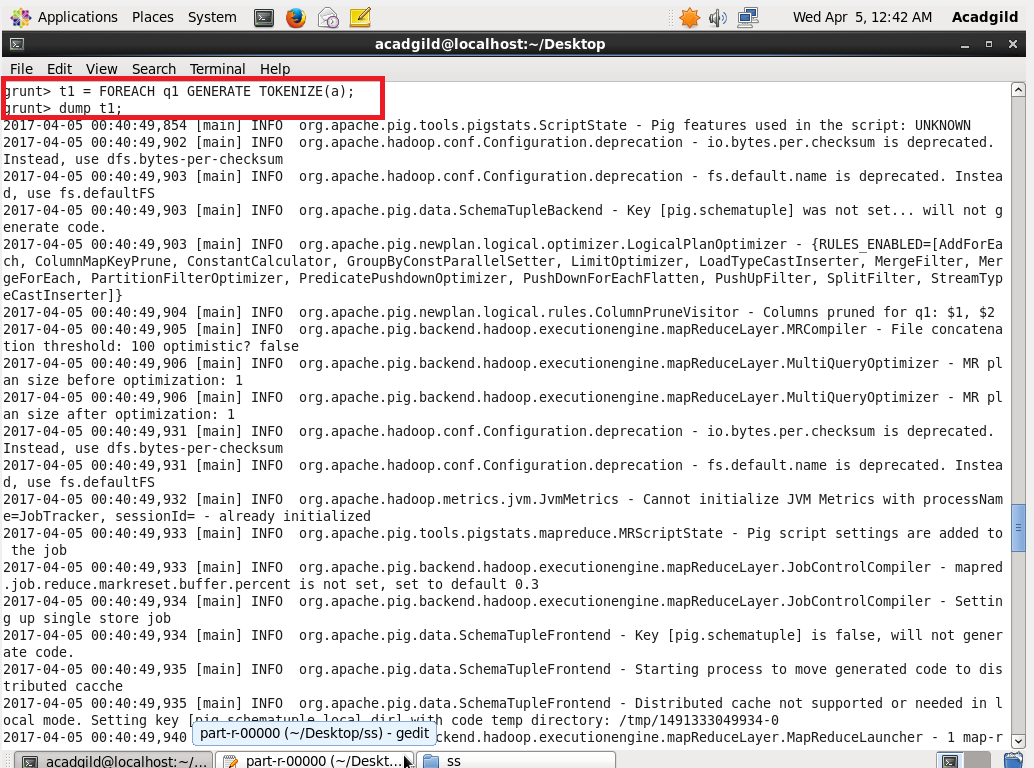 Applications Places System Wed Apr 5, 12:42 AM Acadgild
acadgild@localhost:~/Desktop
File Edit View Search Terminal Help
grunt> t1 = FOREACH q1 GENERATE TOKENIZE(a);
grunt> dump t1;
2017-04-05 00:40:49,854 [main] INFO  org.apache.pig.tools.pigstats.ScriptState - Pig features used in the script: UNKNOWN
2017-04-05 00:40:49,902 [main] INFO  org.apache.hadoop.conf.Configuration.deprecation - io.bytes.per.checksum is deprecated.
Instead, use dfs.bytes-per-checksum
2017-04-05 00:40:49,903 [main] INFO  org.apache.hadoop.conf.Configuration.deprecation - fs.default.name is deprecated. Instea
d, use fs.defaultFS
2017-04-05 00:40:49,903 [main] INFO  org.apache.pig.data.SchemaTupleBackend - Key [pig.schematuple] was not set... will not g
enerate code.
2017-04-05 00:40:49,903 [main] INFO  org.apache.pig.newplan.logical.optimizer.LogicalPlanOptimizer - {RULES_ENABLED=[AddForEa
ch, ColumnMapKeyPrune, ConstantCalculator, GroupByConstParallelSetter, LimitOptimizer, LoadTypeCastInserter, MergeFilter, Mer
geForEach, PartitionFilterOptimizer, PredicatePushdownOptimizer, PushDownForEachFlatten, PushUpFilter, SplitFilter, StreamTyp
eCastInserter]}
2017-04-05 00:40:49,904 [main] INFO  org.apache.pig.newplan.logical.rules.ColumnPruneVisitor - Columns pruned for q1: $1, $2
2017-04-05 00:40:49,905 [main] INFO  org.apache.pig.backend.hadoop.executionengine.mapReduceLayer.MRCompiler - File concatena
tion threshold: 100 optimistic? false
2017-04-05 00:40:49,906 [main] INFO  org.apache.pig.backend.hadoop.executionengine.mapReduceLayer.MultiQueryOptimizer - MR pl
an size before optimization: 1
2017-04-05 00:40:49,906 [main] INFO  org.apache.pig.backend.hadoop.executionengine.mapReduceLayer.MultiQueryOptimizer - MR pl
an size after optimization: 1
2017-04-05 00:40:49,931 [main] INFO  org.apache.hadoop.conf.Configuration.deprecation - io.bytes.per.checksum is deprecated.
Instead, use dfs.bytes-per-checksum
2017-04-05 00:40:49,931 [main] INFO  org.apache.hadoop.conf.Configuration.deprecation - fs.default.name is deprecated. Instea
d, use fs.defaultFS
2017-04-05 00:40:49,932 [main] INFO  org.apache.hadoop.metrics.jvm.JvmMetrics - Cannot initialize JVM Metrics with processNam
e=JobTracker, sessionId= - already initialized
2017-04-05 00:40:49,933 [main] INFO  org.apache.pig.tools.pigstats.mapreduce.MRScriptState - Pig script settings are added to
 the job
2017-04-05 00:40:49,933 [main] INFO  org.apache.pig.backend.hadoop.executionengine.mapReduceLayer.JobControlCompiler - mapred
.job.reduce.markreset.buffer.percent is not set, set to default 0.3
2017-04-05 00:40:49,934 [main] INFO  org.apache.pig.backend.hadoop.executionengine.mapReduceLayer.JobControlCompiler - Settin
g up single store job
2017-04-05 00:40:49,934 [main] INFO  org.apache.pig.data.SchemaTupleFrontend - Key [pig.schematuple] is false, will not gener
ate code.
2017-04-05 00:40:49,935 [main] INFO  org.apache.pig.data.SchemaTupleFrontend - Starting process to move generated code to dis
tributed cacche
2017-04-05 00:40:49,935 [main] INFO  org.apache.pig.data.SchemaTupleFrontend - Distributed cache not supported or needed in l
ocal mode. Setting key [pig.schematuple.local.dir] with code temp directory: /tmp/1491333049934-0
2017-04-05 00:40:49,940 ckend.hadoop.executionengine.mapReduceLayer.MapReduceLauncher - 1 map-r
part-r-00000 (~/Desktop/ss) - gedit
acadgild@localhost:~/... part-r-00000 (~/Deskt... ss